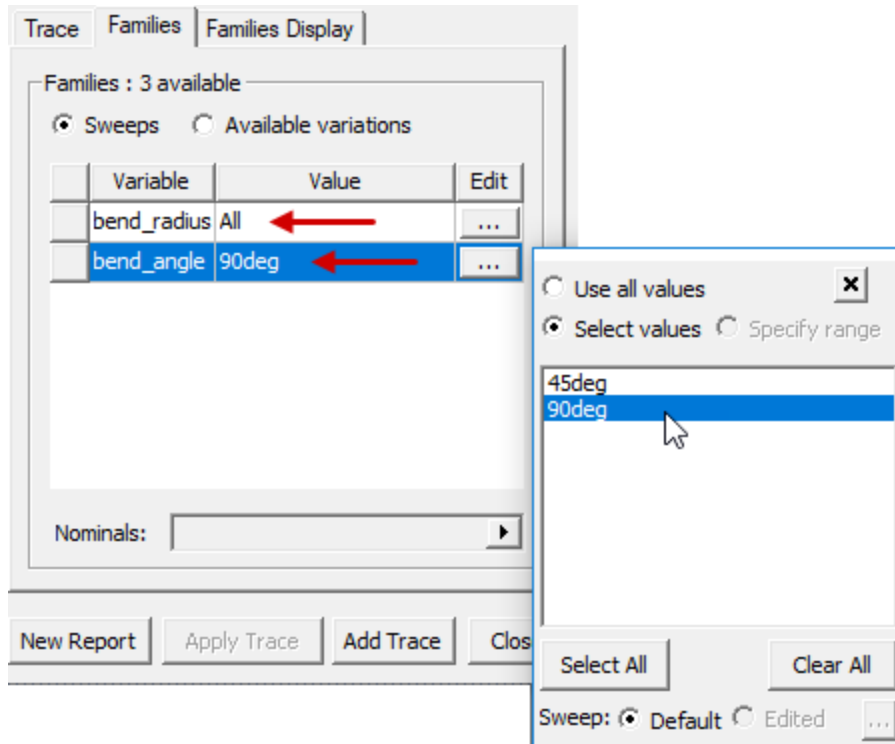 Trace Families Families Display
Families : 3 available
Sweeps Available variations
Variable Value Edit
bend_radius All ...
bend_angle 90deg ...
Nominals:
New Report Apply Trace Add Trace Clos
Use all values
Select values Specify range
45deg
90deg
Select All Clear All
Sweep: Default Edited ...